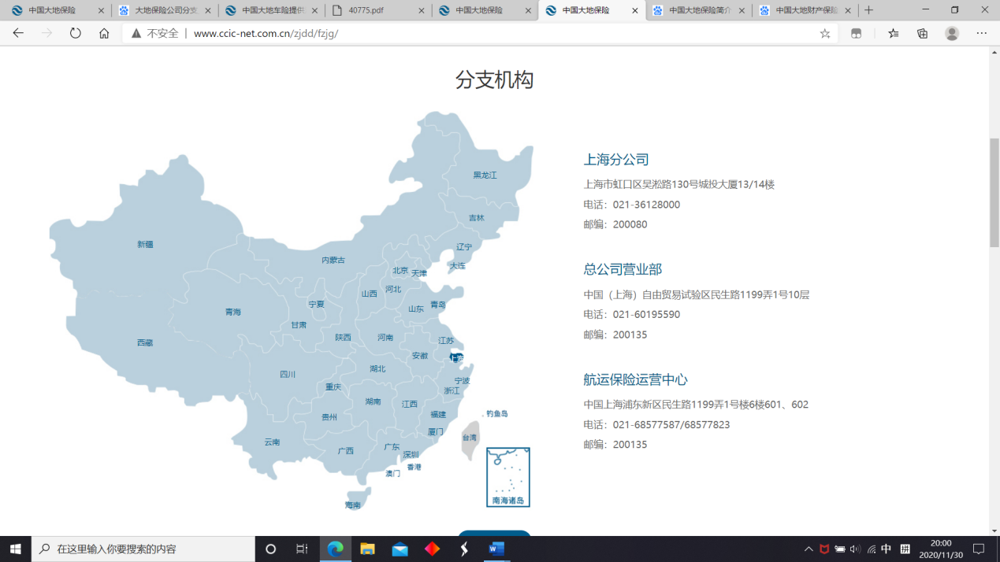 中国大地保险
大地保险公司分支
中国大地车险提供
40775.pdf
中国大地保险
中国大地保险
中国大地保险简介
中国大地财产保险
不安全 | www.ccic-net.com.cn/zjdd/fzjg/
分支机构
黑龙江
吉林
辽宁
大连
新疆
内蒙古
北京
天津
河北
山西
宁夏
青岛
山东
青海
甘肃
陕西
河南
江苏
西藏
安徽
上海
湖北
四川
宁波
重庆
浙江
湖南
江西
贵州
福建
钓鱼岛
厦门
台湾
云南
广西
广东
深圳
香港
澳门
南海诸岛
海南
上海分公司
上海市虹口区吴淞路130号城投大厦13/14楼
电话：021-36128000
邮编：200080
总公司营业部
中国（上海）自由贸易试验区民生路1199弄1号10层
电话：021-60195590
邮编：200135
航运保险运营中心
中国上海浦东新区民生路1199弄1号楼6楼601、602
电话：021-68577587/68577823
邮编：200135
在这里输入你要搜索的内容
中
拼
20:00
2020/11/30